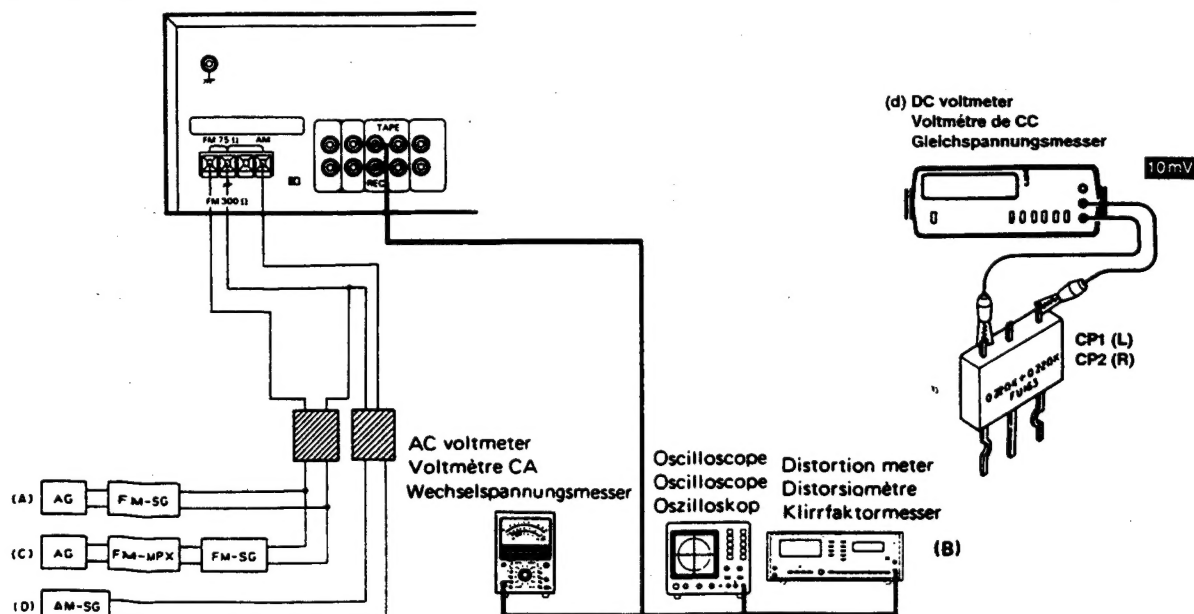 TAPE
FM 75 Ω AM
REC
FM 300 Ω
(d) DC voltmeter
Voltmétre de CC
Gleichspannungsmesser
10mV
CP1 (L)
CP2 (R)
AC voltmeter
Voltmètre CA
Wechselspannungsmesser
Oscilloscope
Oscilloscope
Oszilloskop
Distortion meter
Distorsiomètre
Klirrfaktormesser
(A) AG FM-SG
(B)
(C) AG FM-MPX FM-SG
(D) AM-SG